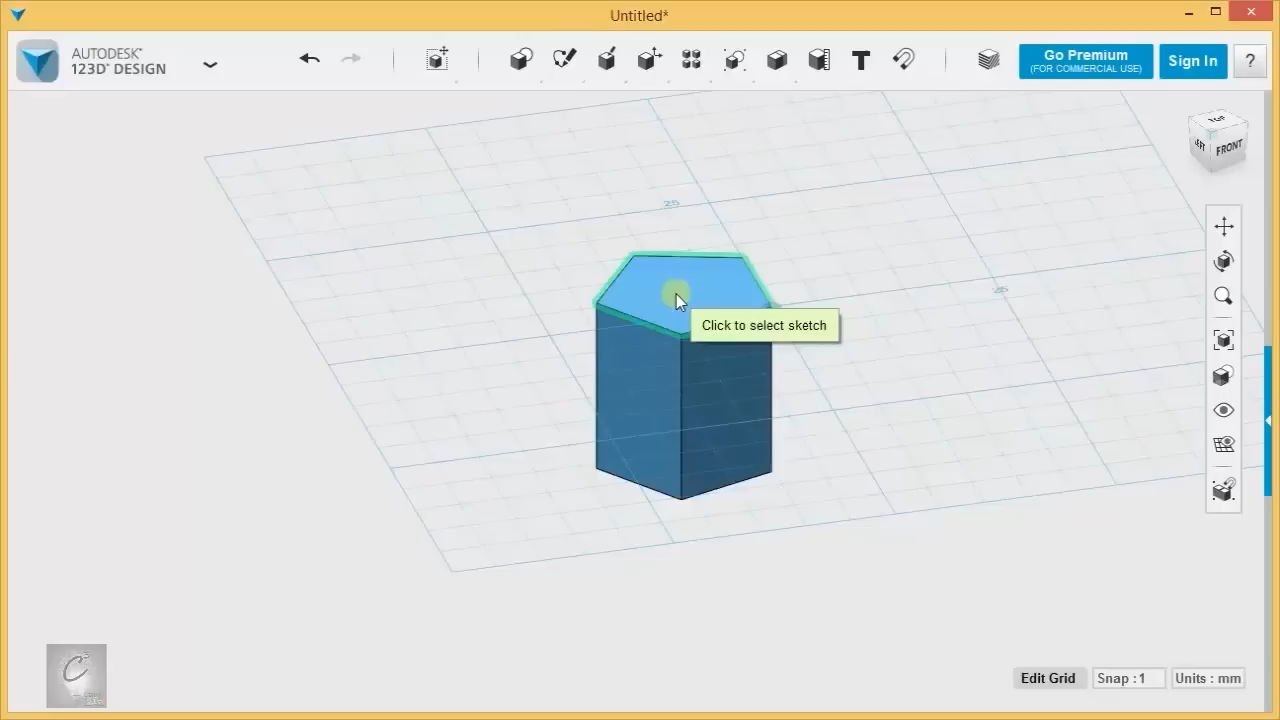 Untitled*
AUTODESK®
123D® DESIGN
T
Go Premium
(FOR COMMERCIAL USE)
Sign In
?
TOP
LEFT
FRONT
25
25
Click to select sketch
Edit Grid
Snap : 1
Units : mm